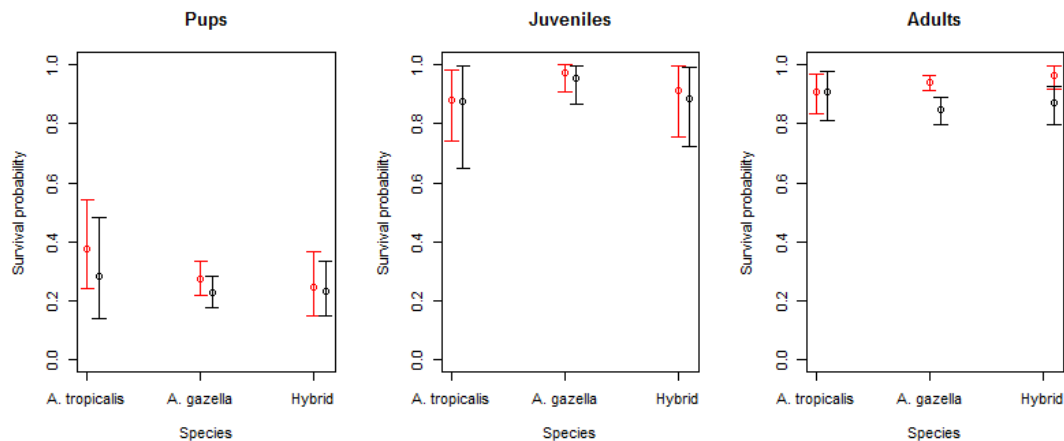 Pups
Survival probability
1.0
0.8
0.6
0.4
0.2
0.0
A. tropicalis A. gazella Hybrid
Species
Juveniles
Survival probability
1.0
0.8
0.6
0.4
0.2
0.0
A. tropicalis A. gazella Hybrid
Species
Adults
Survival probability
1.0
0.8
0.6
0.4
0.2
0.0
A. tropicalis A. gazella Hybrid
Species